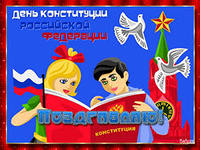 День Конституции
Российской
Федерации
Поздравляю!
КОНСТИТУЦИЯ